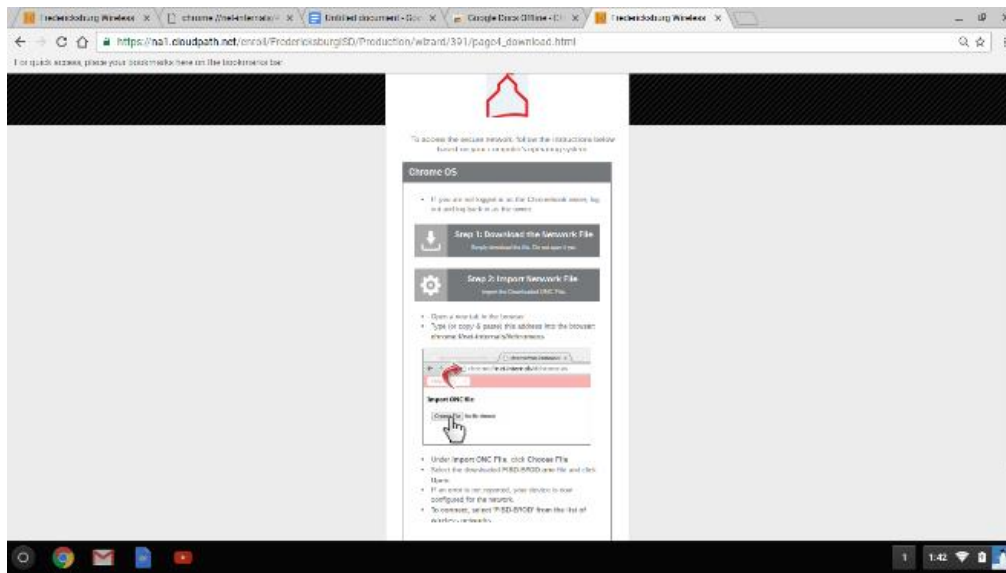 Fredericksburg Wireless
chrome://net-internals/
Untitled document - Goo
Google Docs Offline - Ch
Fredericksburg Wireless
https://na1.cloudpath.net/enroll/FredericksburgISD/Production/wizard/391/page4_download.html
For quick access, place your bookmarks here on the bookmarks bar.
To access the secure network, follow the instructions below
based on your computer's operating system.
Chrome OS
If you are not logged in as the Chromebook owner, log
out and log back in as the owner.
Step 1: Download the Network File
Simply download the file. Do not open it yet.
Step 2: Import Network File
Import the Downloaded ONC File.
Open a new tab in the browser.
Type (or copy & paste) this address into the browser:
chrome://net-internals/#chromeos
Import ONC file
Choose File No file chosen
Under Import ONC File, click Choose File
Select the downloaded FISD-BYOD.onc file and click
Open.
If an error is not reported, your device is now
configured for the network.
To connect, select 'FISD-BYOD' from the list of
wireless networks.
1
1:42